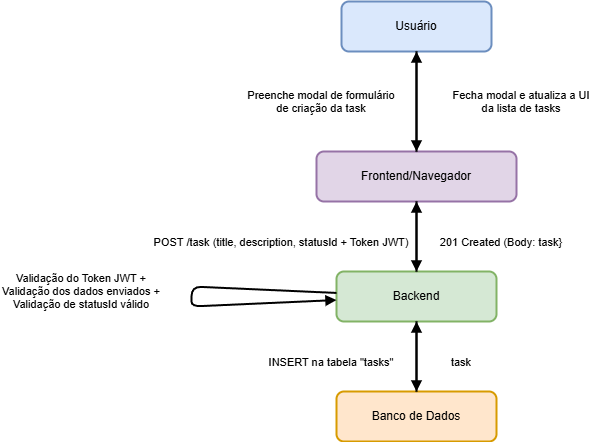 Usuário
Preenche modal de formulário
de criação da task
Fecha modal e atualiza a UI
da lista de tasks
Frontend/Navegador
POST /task (title, description, statusId + Token JWT)
201 Created (Body: task}
Validação do Token JWT +
Validação dos dados enviados +
Validação de statusId válido
Backend
INSERT na tabela "tasks"
task
Banco de Dados